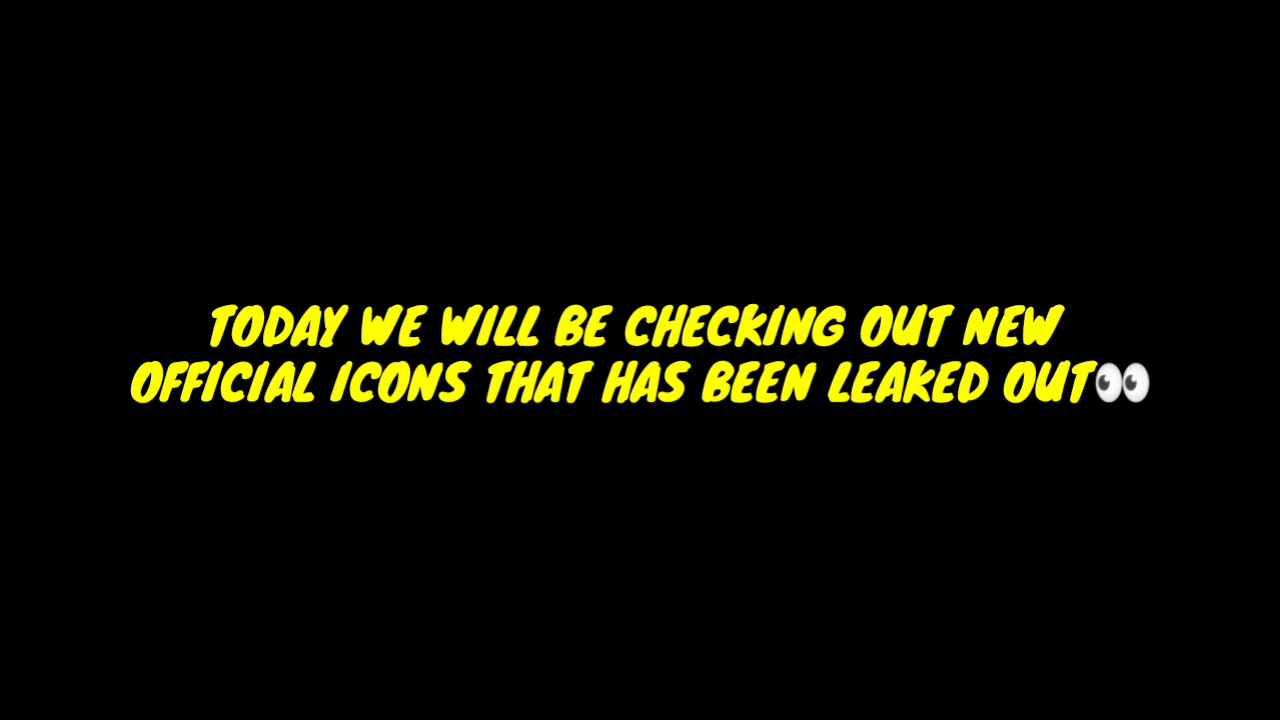 TODAY WE WILL BE CHECKING OUT NEW
OFFICIAL ICONS THAT HAS BEEN LEAKED OUT👀